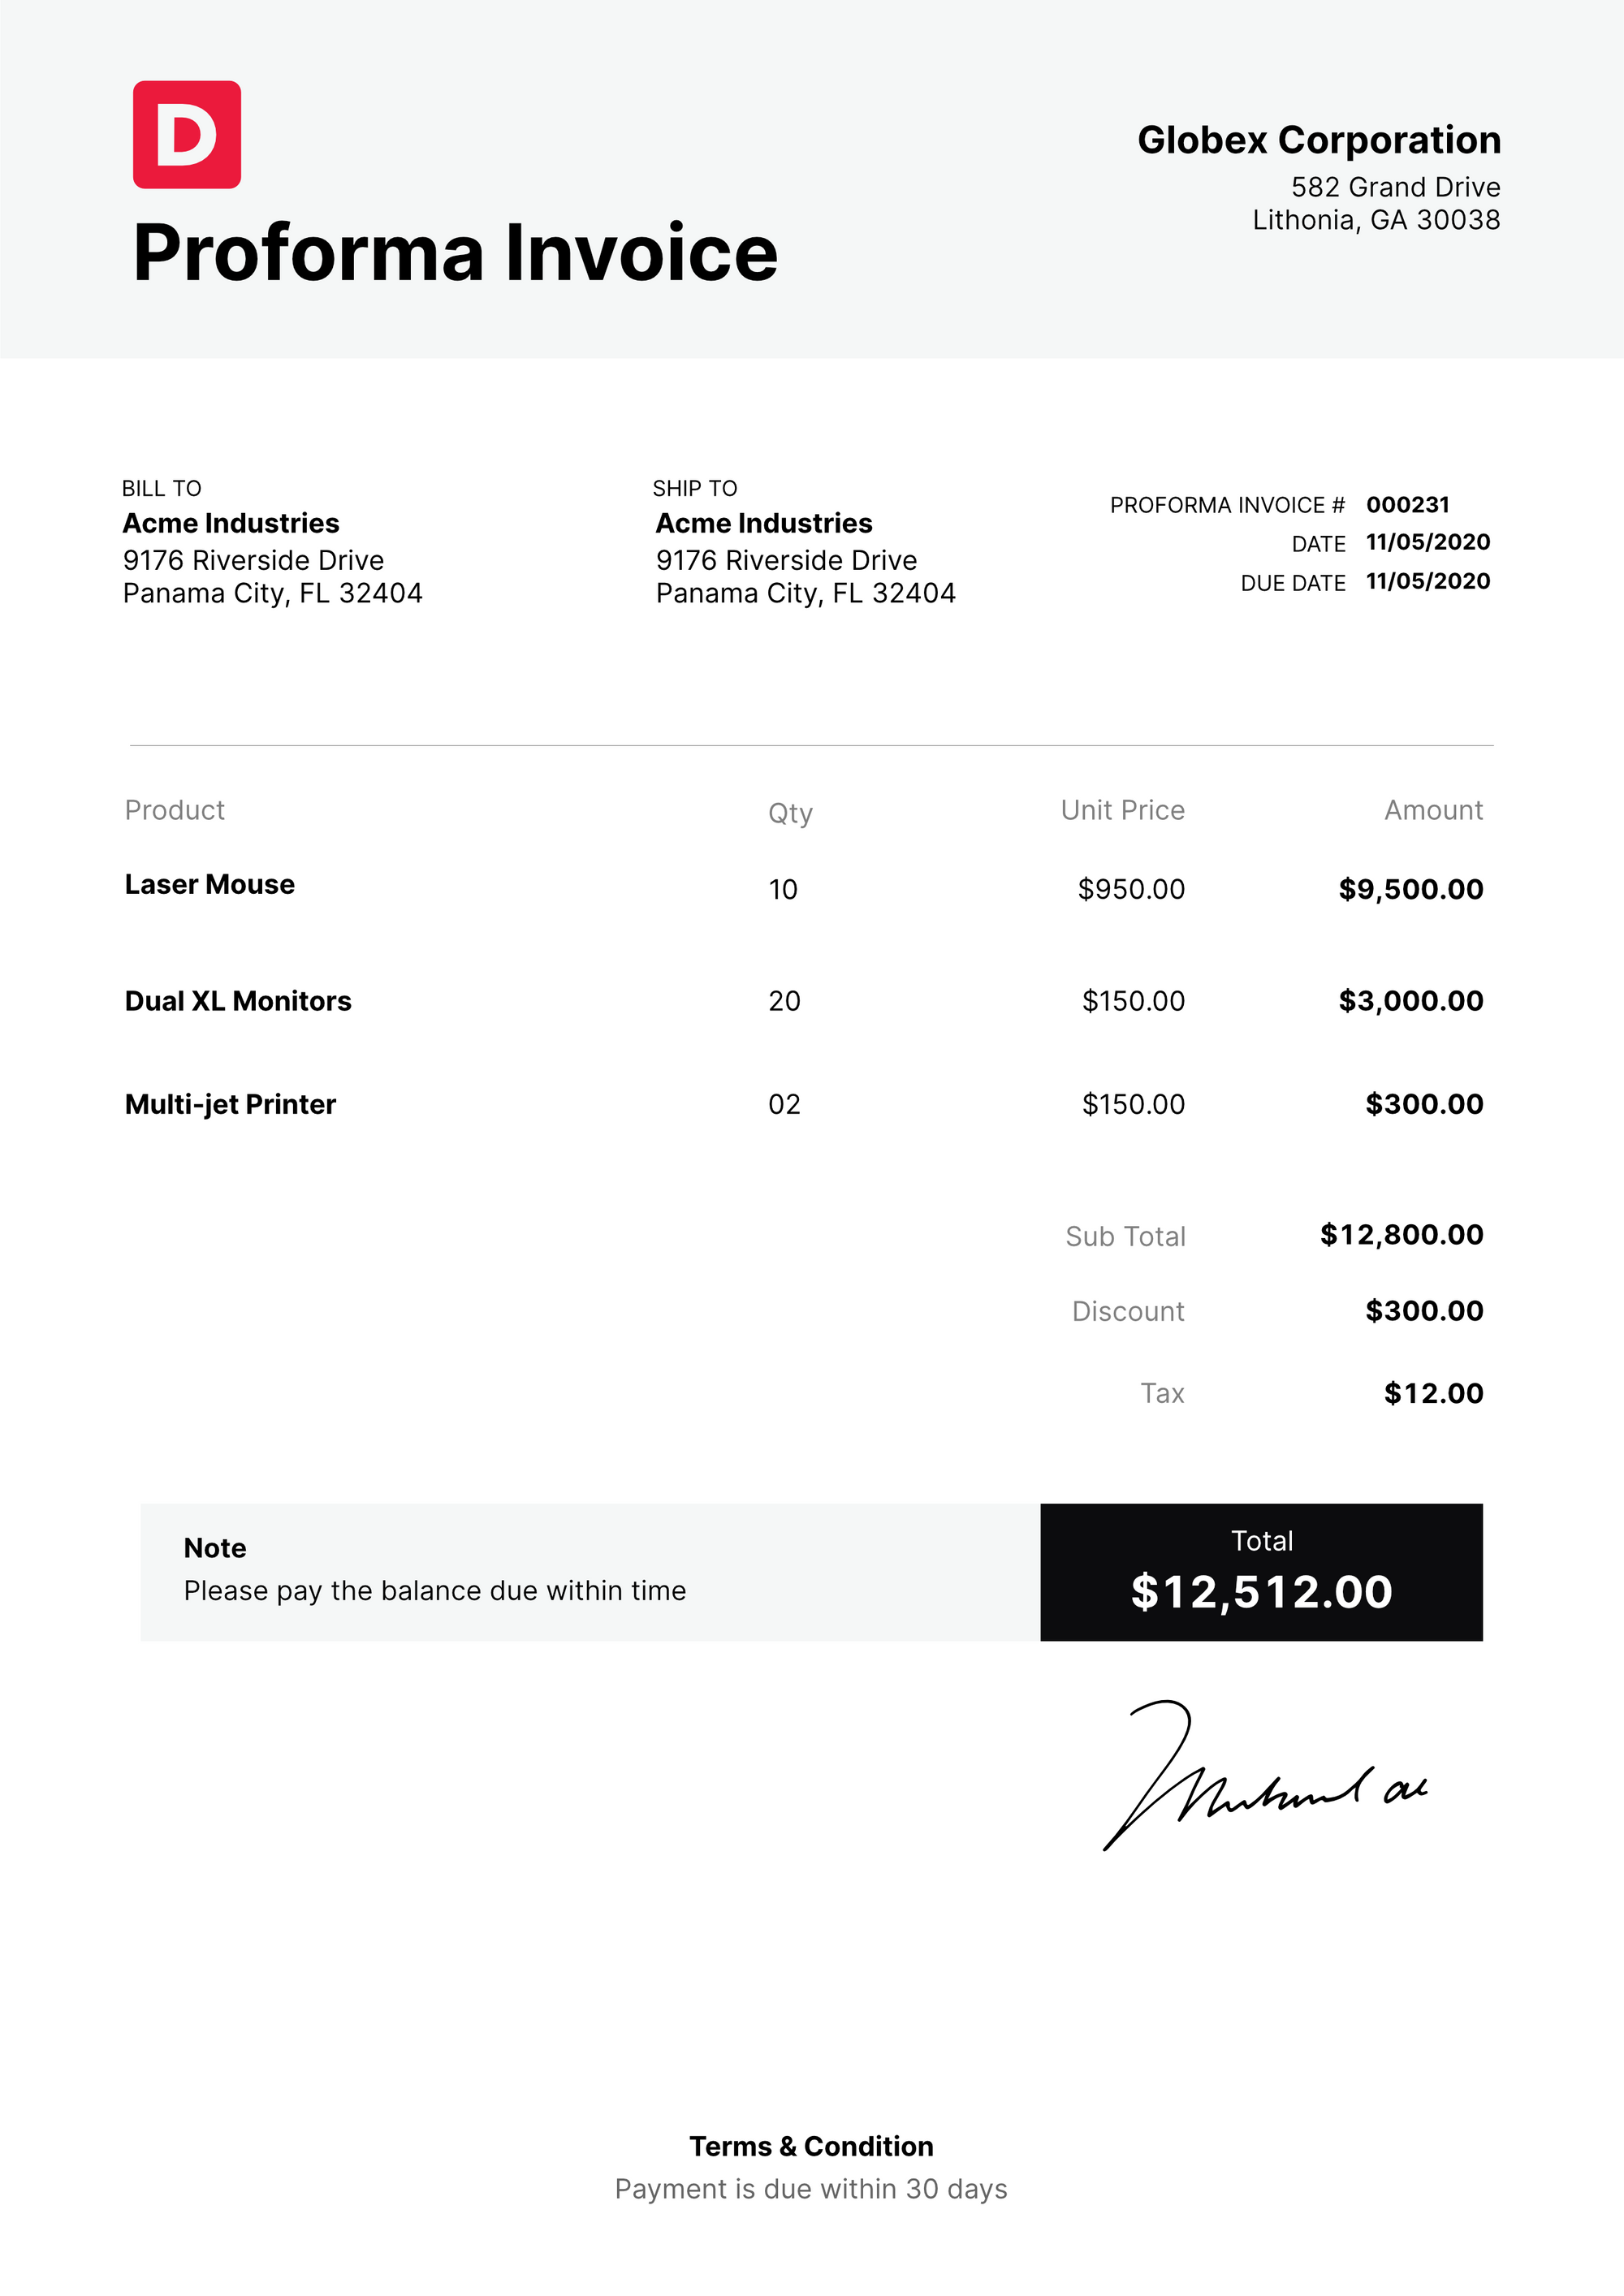 D
Proforma Invoice
Globex Corporation
582 Grand Drive
Lithonia, GA 30038
BILL TO
Acme Industries
9176 Riverside Drive
Panama City, FL 32404
SHIP TO
Acme Industries
9176 Riverside Drive
Panama City, FL 32404
PROFORMA INVOICE # 000231
DATE 11/05/2020
DUE DATE 11/05/2020
Product Qty Unit Price Amount
Laser Mouse 10 $950.00 $9,500.00
Dual XL Monitors 20 $150.00 $3,000.00
Multi-jet Printer 02 $150.00 $300.00
Sub Total $12,800.00
Discount $300.00
Tax $12.00
Note
Please pay the balance due within time
Total
$12,512.00
Terms & Condition
Payment is due within 30 days